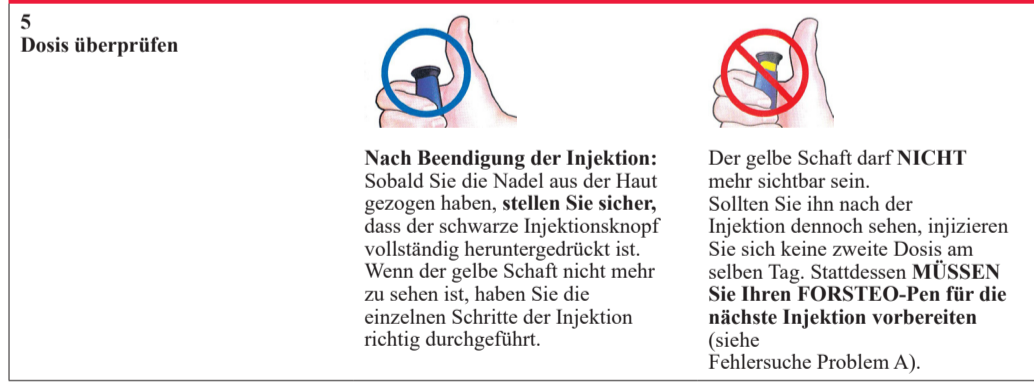 5
Dosis überprüfen
Nach Beendigung der Injektion:
Sobald Sie die Nadel aus der Haut
gezogen haben, stellen Sie sicher,
dass der schwarze Injektionsknopf
vollständig heruntergedrückt ist.
Wenn der gelbe Schaft nicht mehr
zu sehen ist, haben Sie die
einzelnen Schritte der Injektion
richtig durchgeführt.
Der gelbe Schaft darf NICHT
mehr sichtbar sein.
Sollten Sie ihn nach der
Injektion dennoch sehen, injizieren
Sie sich keine zweite Dosis am
selben Tag. Stattdessen MÜSSEN
Sie Ihren FORSTEO-Pen für die
nächste Injektion vorbereiten
(siehe
Fehlersuche Problem A).